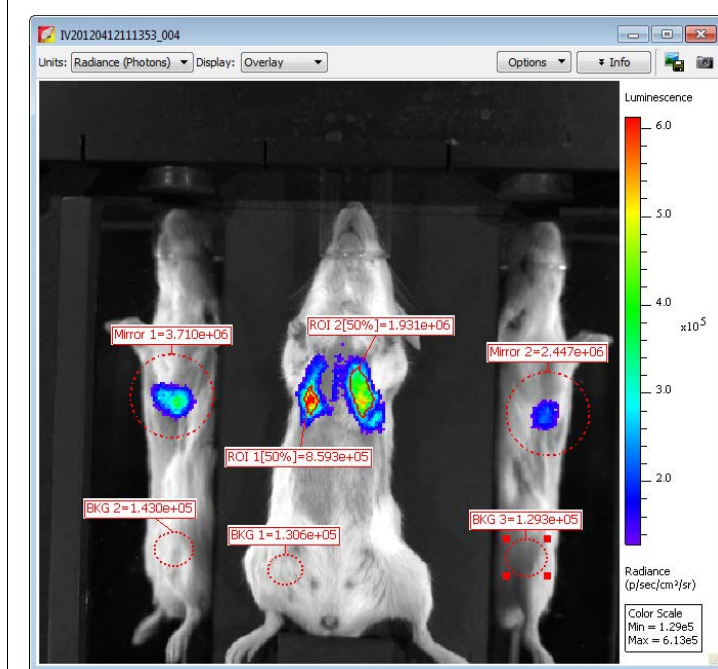 IV20120412111353_004
Units: Radiance (Photons) Display: Overlay Options Info
Luminescence
6.0
5.0
4.0
x10⁵
3.0
2.0
Mirror 1=3.710e+06
ROI 2[50%]=1.931e+06
Mirror 2=2.447e+06
ROI 1[50%]=8.593e+05
BKG 2=1.430e+05
BKG 1=1.306e+05
BKG 3=1.293e+05
Radiance
(p/sec/cm²/sr)
Color Scale
Min = 1.29e5
Max = 6.13e5